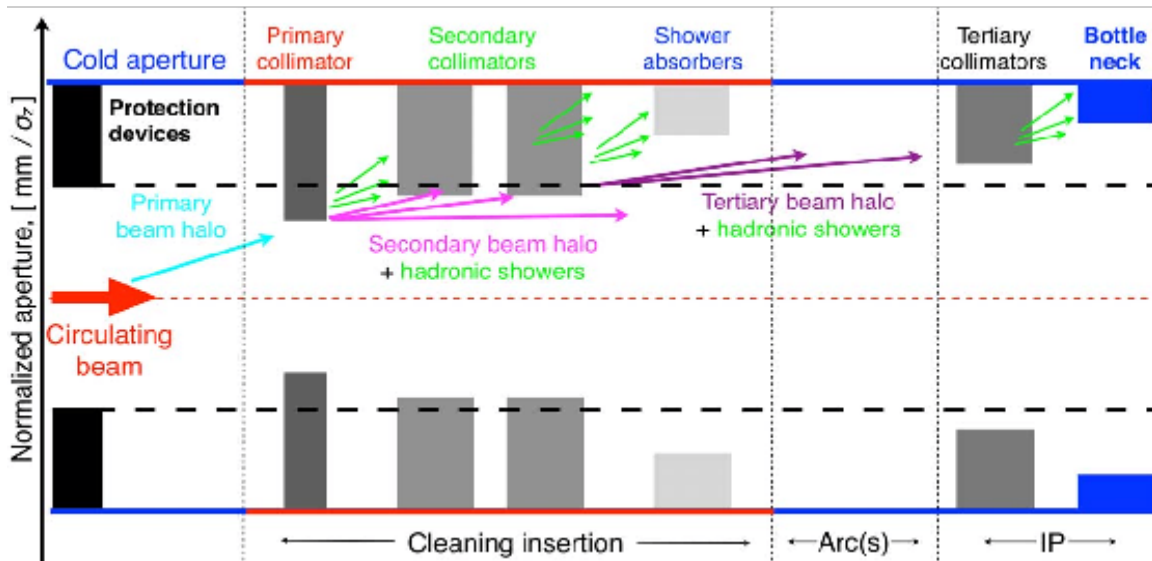 Primary
collimator
Secondary
collimators
Shower
absorbers
Tertiary
collimators
Bottle
neck
Cold aperture
Protection
devices
Normalized aperture, [ mm / σz ]
Primary
beam halo
Secondary beam halo
+ hadronic showers
Tertiary beam halo
+ hadronic showers
Circulating
beam
Cleaning insertion
Arc(s)
IP